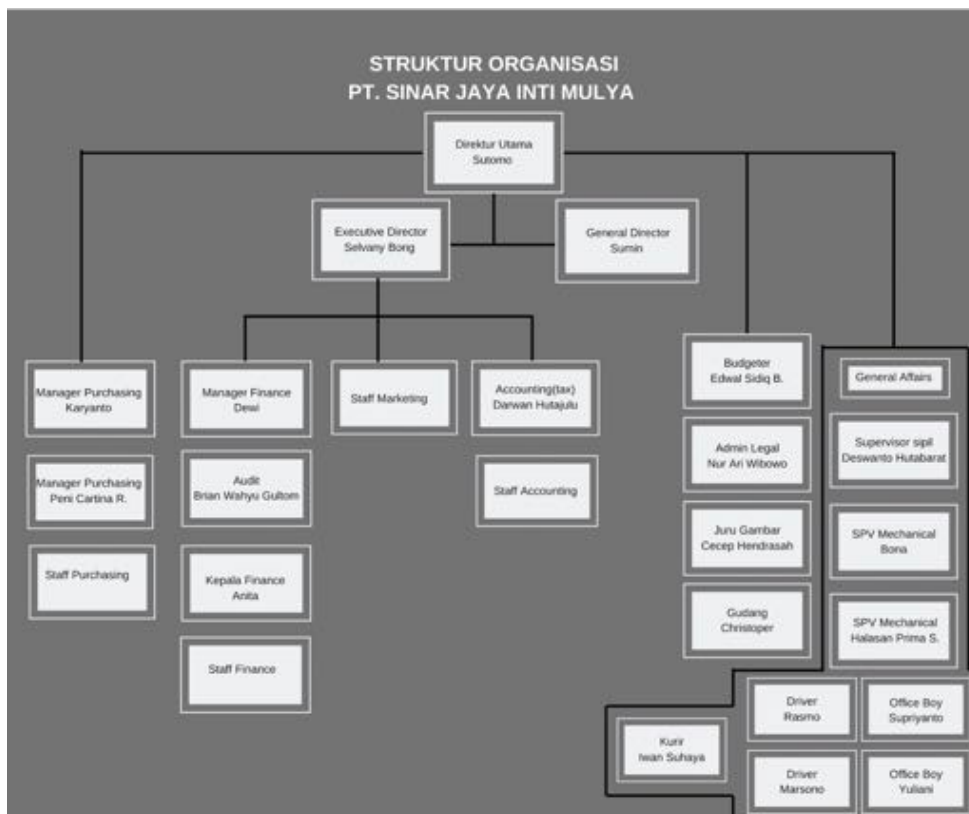 STRUKTUR ORGANISASI
PT. SINAR JAYA INTI MULYA
Direktur Utama
Sutomo
Executive Director
Selvany Borig
General Director
Sumin
Manager Purchasing
Karyanto
Manager Purchasing
Peni Cartina R.
Staff Purchasing
Manager Finance
Dewi
Audit
Brian Wahyu Gultom
Kepala Finance
Anita
Staff Finance
Staff Marketing
Accounting(tax)
Darwan Hutajulu
Staff Accounting
Budgeter
Edwal Sidiq B.
Admin Legal
Nur Ari Wibowo
Juru Gambar
Cecep Hendrasah
Gudang
Christoper
General Affairs
Supervisor sipil
Deswanto Hutabarat
SPV Mechanical
Bona
SPV Mechanical
Halasan Prima S.
Kurir
Iwan Suhaya
Driver
Rasmo
Office Boy
Supriyanto
Driver
Marsono
Office Boy
Yuliani